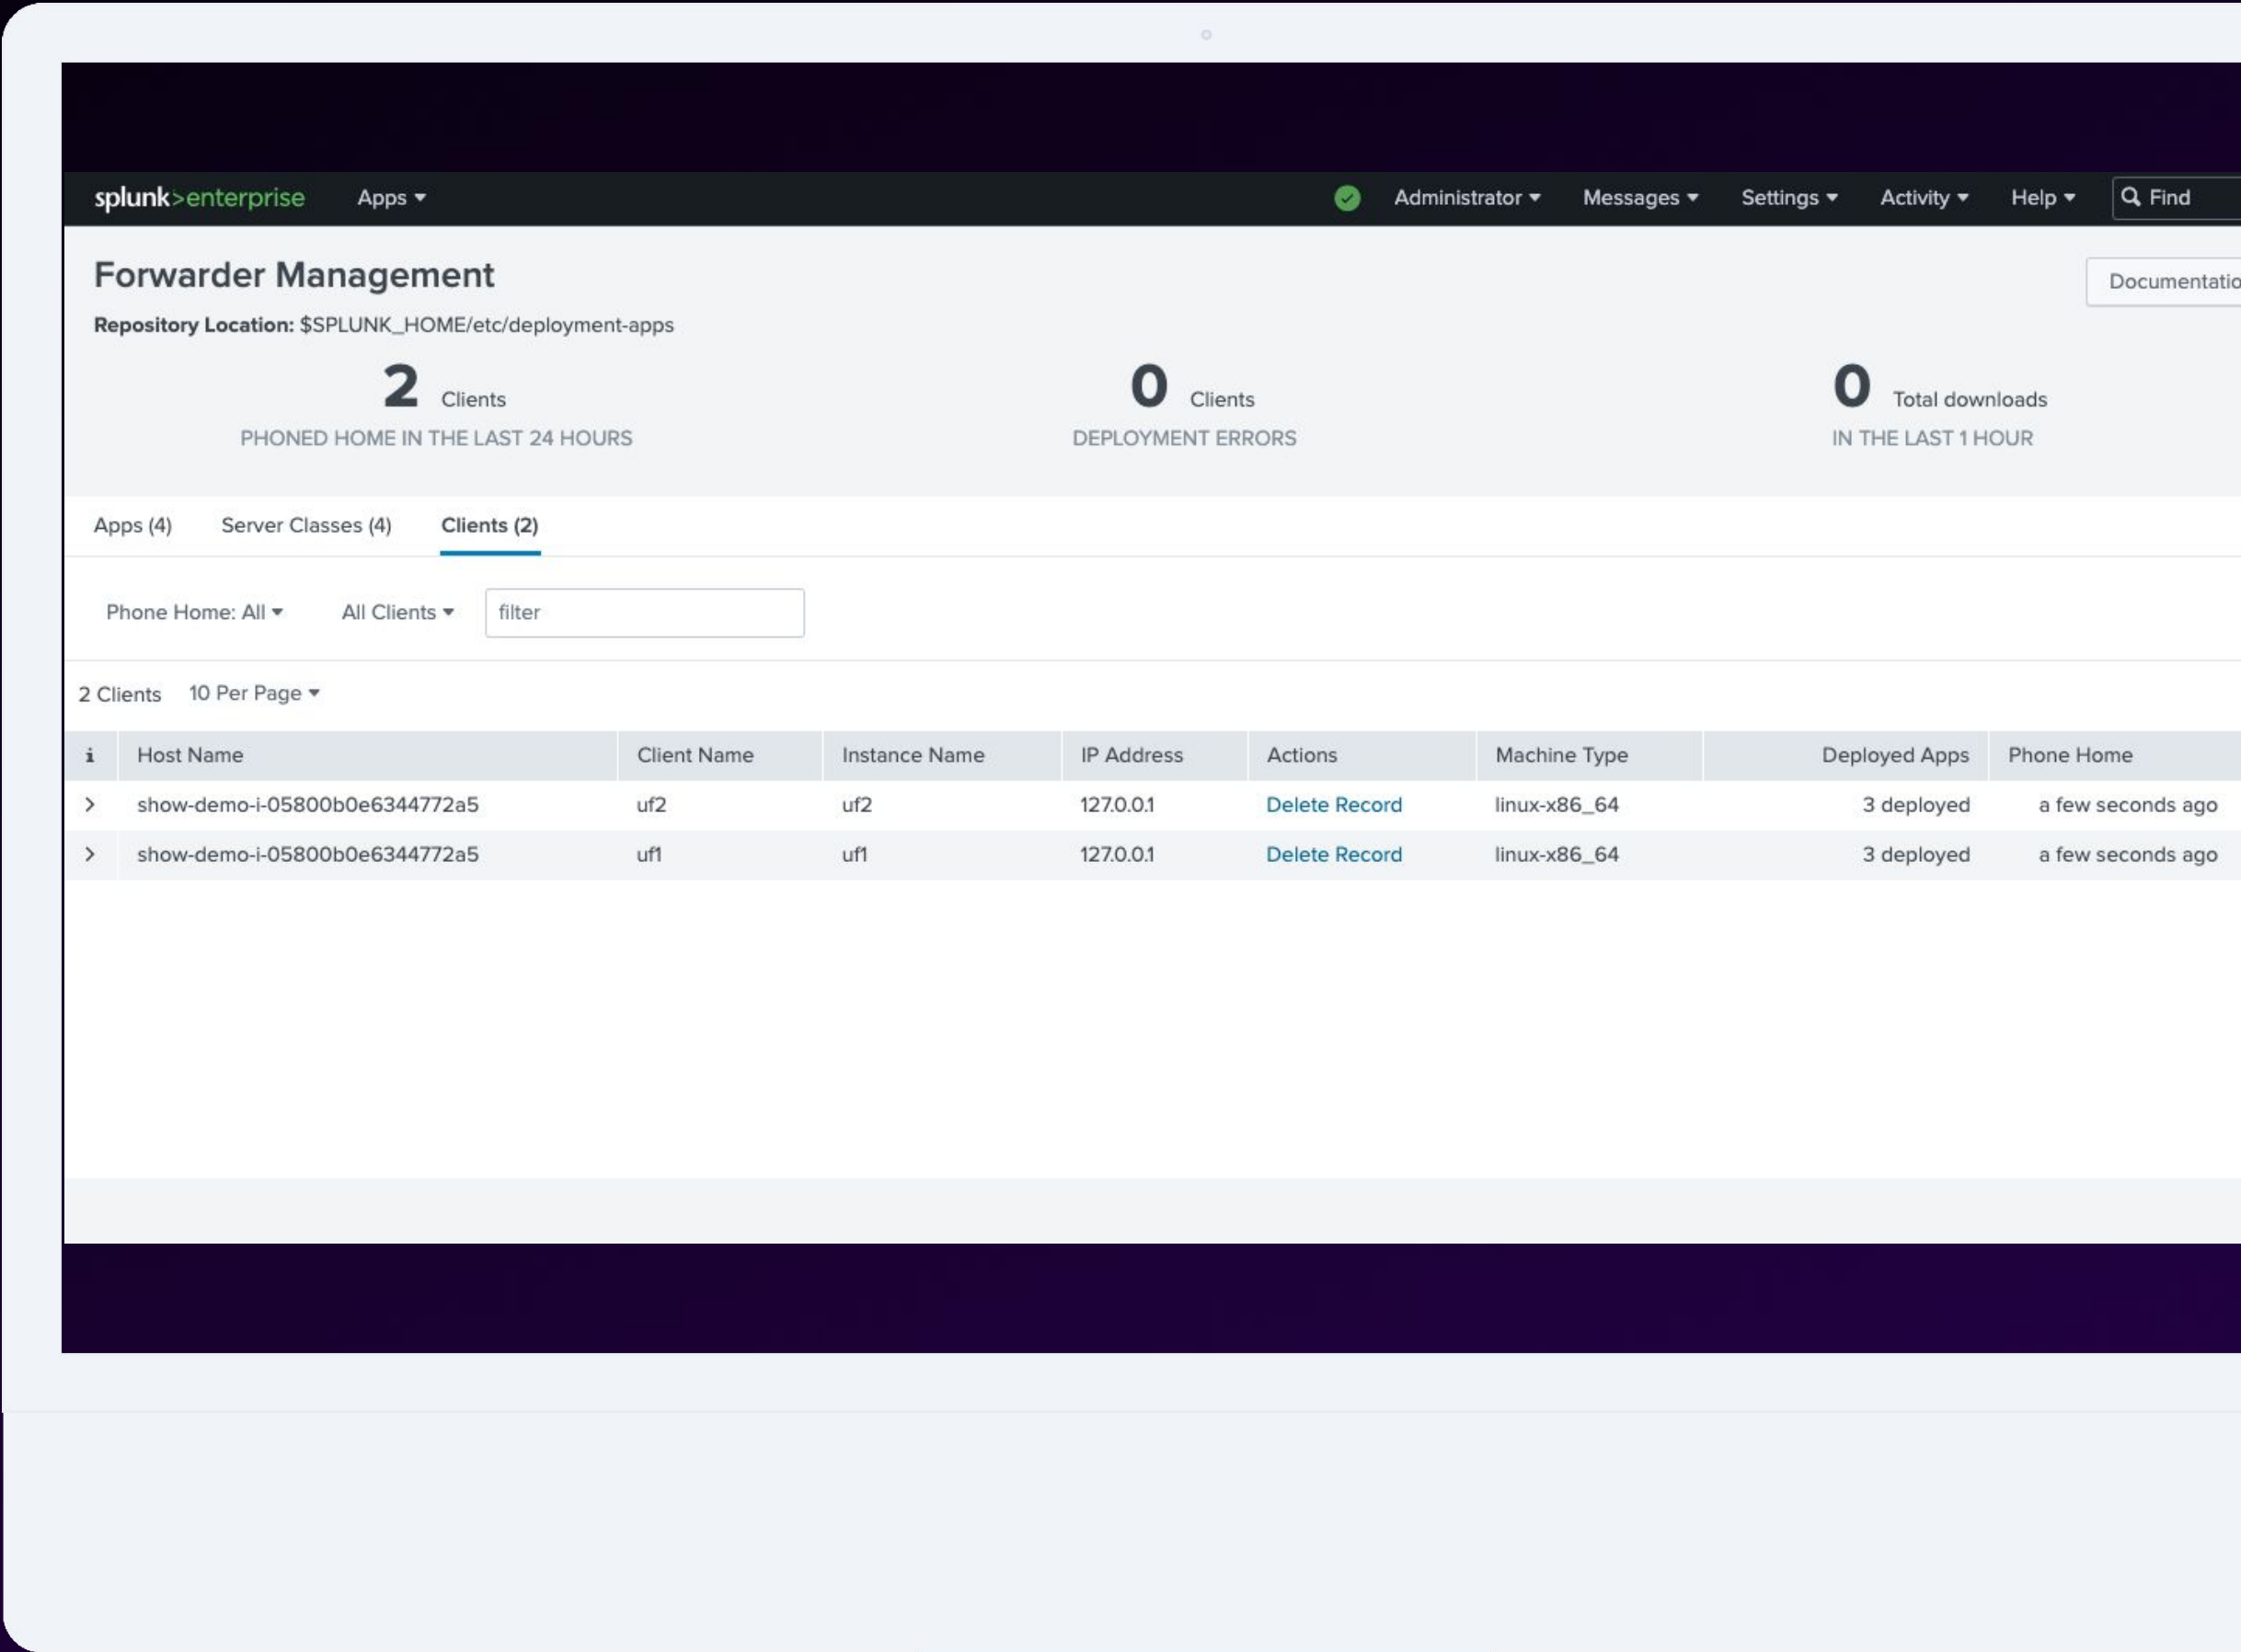 splunk>enterprise Apps Administrator Messages Settings Activity Help Find
Forwarder Management
Repository Location: $SPLUNK_HOME/etc/deployment-apps
2 Clients 0 Clients 0 Total downloads
PHONED HOME IN THE LAST 24 HOURS DEPLOYMENT ERRORS IN THE LAST 1 HOUR
Apps (4) Server Classes (4) Clients (2)
Phone Home: All All Clients filter
2 Clients 10 Per Page
i Host Name Client Name Instance Name IP Address Actions Machine Type Deployed Apps Phone Home
> show-demo-i-05800b0e6344772a5 uf2 uf2 127.0.0.1 Delete Record linux-x86_64 3 deployed a few seconds ago
> show-demo-i-05800b0e6344772a5 uf1 uf1 127.0.0.1 Delete Record linux-x86_64 3 deployed a few seconds ago